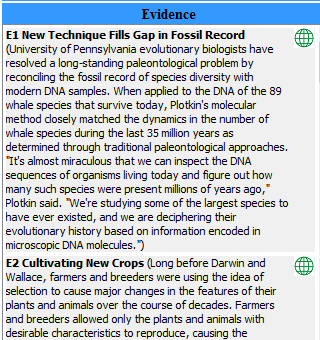 Evidence
E1 New Technique Fills Gap in Fossil Record
(University of Pennsylvania evolutionary biologists have
resolved a long-standing paleontological problem by
reconciling the fossil record of species diversity with
modern DNA samples. When applied to the DNA of the 89
whale species that survive today, Plotkin's molecular
method closely matched the dynamics in the number of
whale species during the last 35 million years as
determined through traditional paleontological approaches.
"It's almost miraculous that we can inspect the DNA
sequences of organisms living today and figure out how
many such species were present millions of years ago,"
Plotkin said. "We're studying some of the largest species to
have ever existed, and we are deciphering their
evolutionary history based on information encoded in
microscopic DNA molecules.")
E2 Cultivating New Crops (Long before Darwin and
Wallace, farmers and breeders were using the idea of
selection to cause major changes in the features of their
plants and animals over the course of decades. Farmers
and breeders allowed only the plants and animals with
desirable characteristics to reproduce, causing the